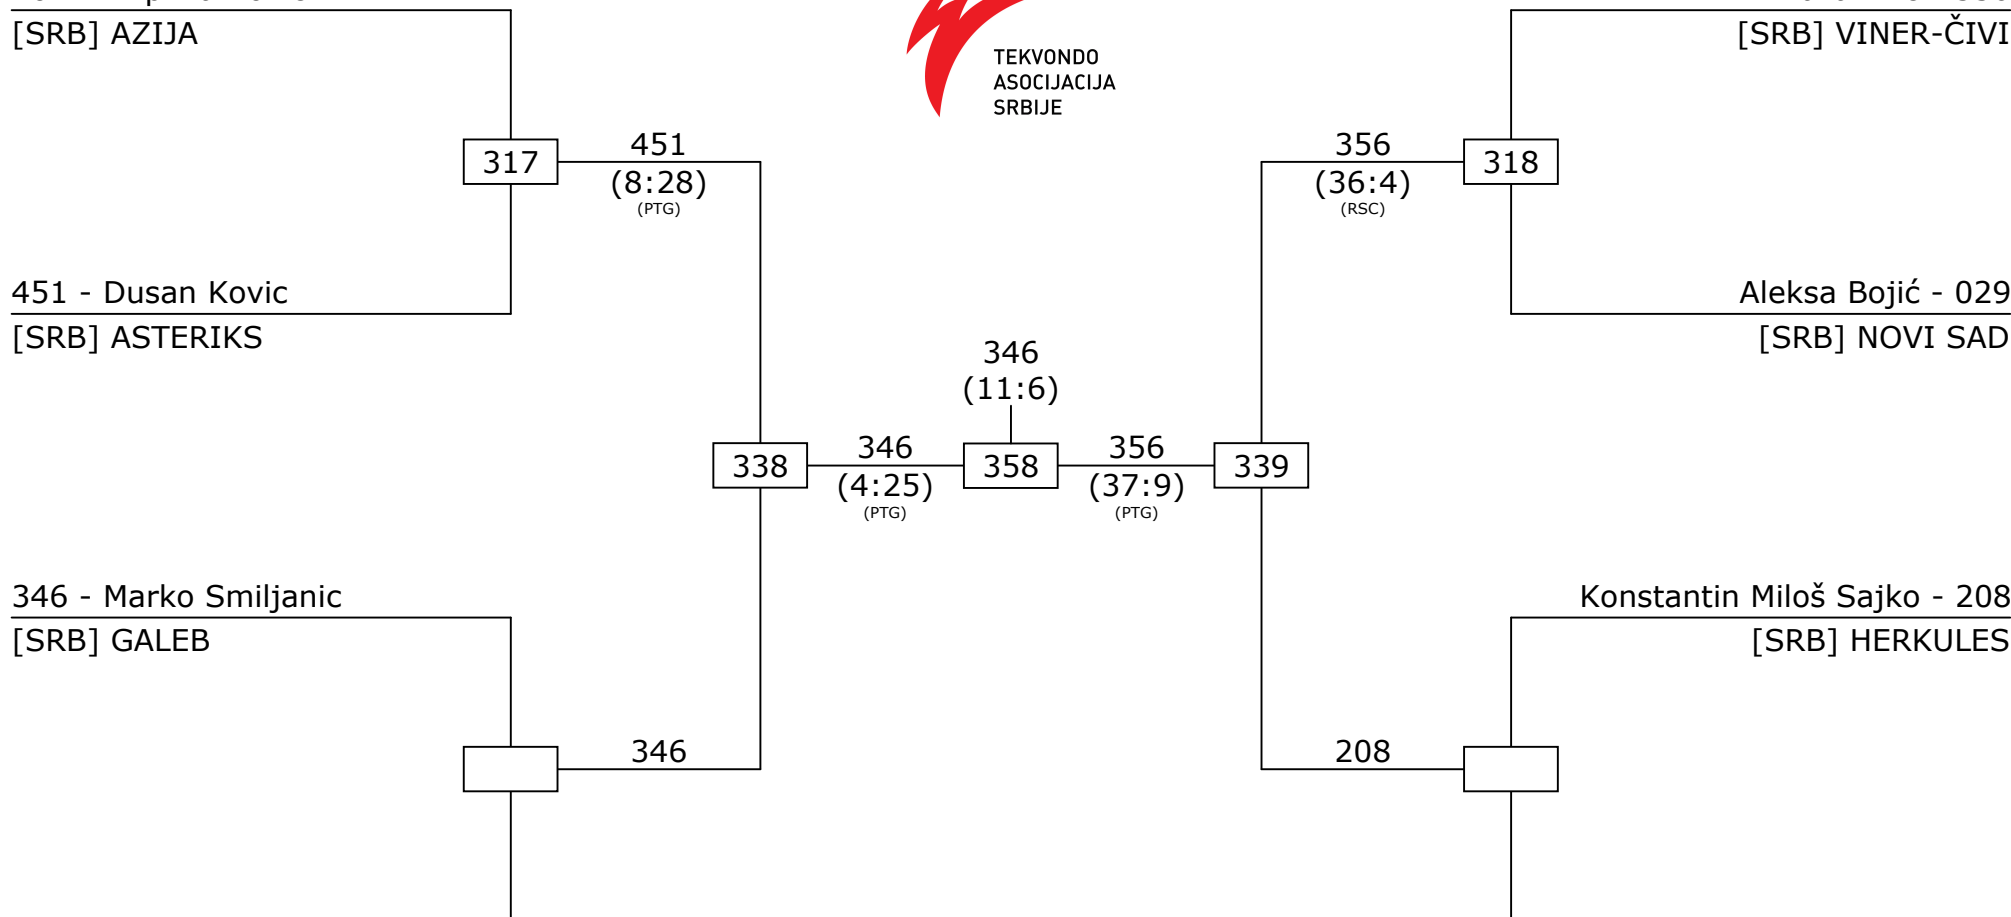 [SRB] AZIJA
[SRB] VINER-ČIVI
TEKVONDO
ASOCIJACIJA
SRBIJE
317
451
(8:28)
(PTG)
356
(36:4)
(RSC)
318
451 - Dusan Kovic
[SRB] ASTERIKS
Aleksa Bojić - 029
[SRB] NOVI SAD
346
(11:6)
338
346
(4:25)
(PTG)
358
356
(37:9)
(PTG)
339
346 - Marko Smiljanic
[SRB] GALEB
Konstantin Miloš Sajko - 208
[SRB] HERKULES
346
208